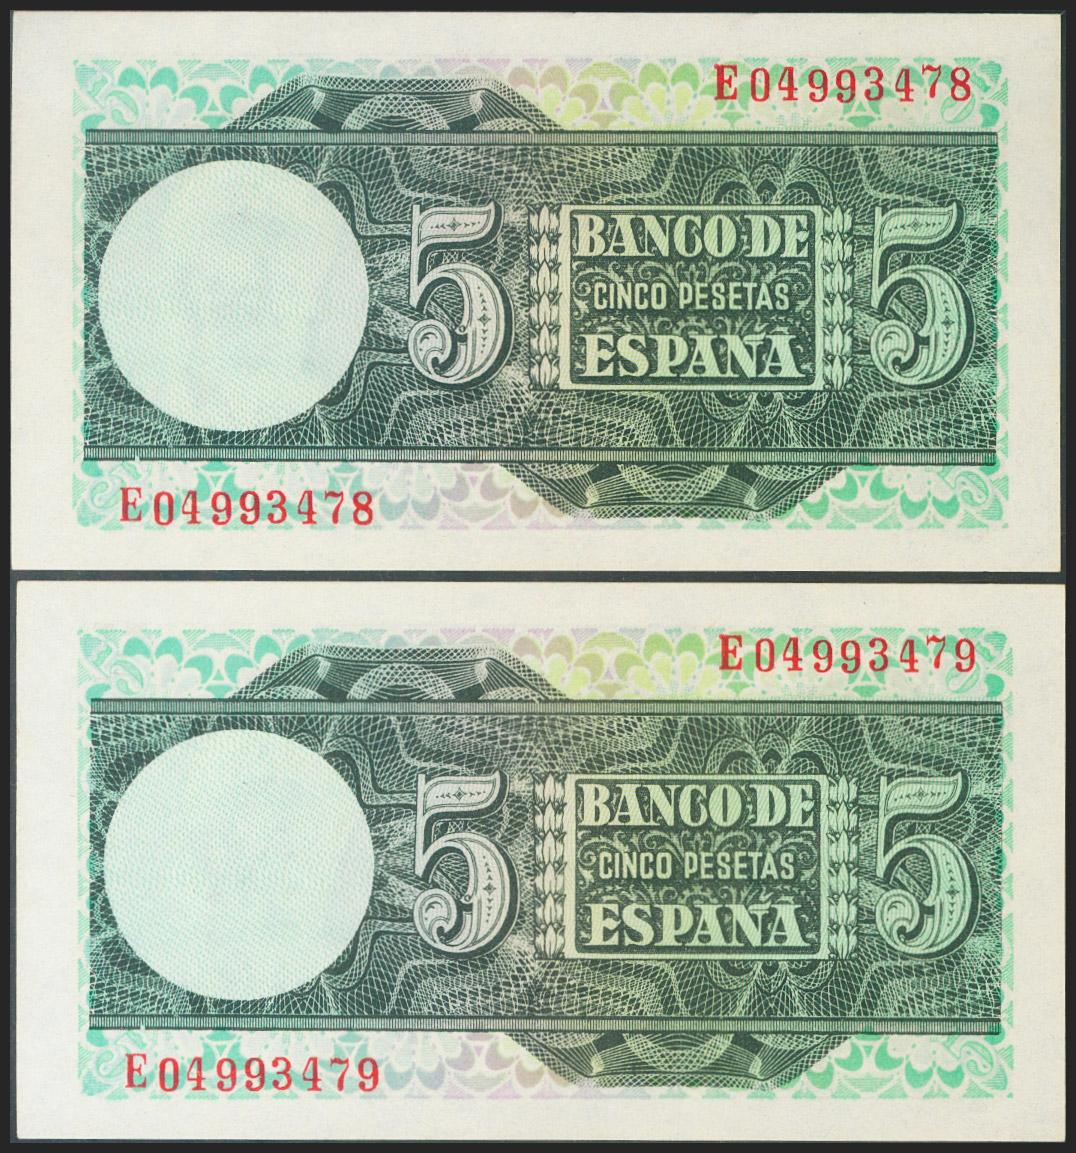 E04993478
5 BANCO DE 5
CINCO PESETAS
ESPAÑA
E04993478
E04993479
5 BANCO DE 5
CINCO PESETAS
ESPAÑA
E04993479